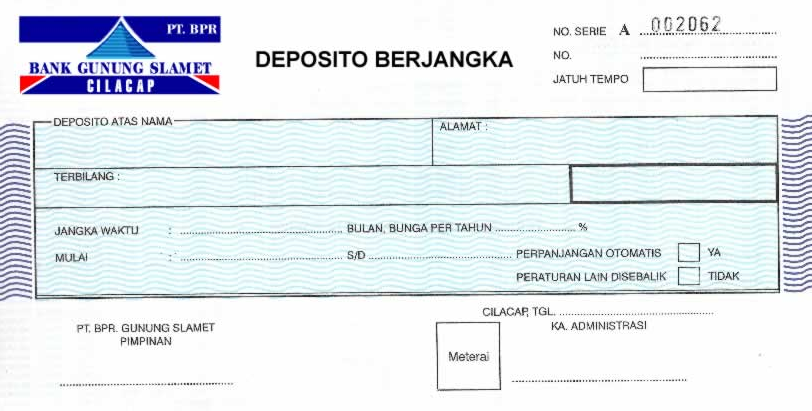 PT. BPR
BANK GUNUNG SLAMET
CILACAP
DEPOSITO BERJANGKA
NO. SERIE A 002062
NO.
JATUH TEMPO
DEPOSITO ATAS NAMA
ALAMAT :
TERBILANG :
JANGKA WAKTU : BULAN, BUNGA PER TAHUN %
MULAI : S/D PERPANJANGAN OTOMATIS YA
PERATURAN LAIN DISEBALIK TIDAK
CILACAP, TGL.
PT. BPR. GUNUNG SLAMET
PIMPINAN
KA. ADMINISTRASI
Meterai